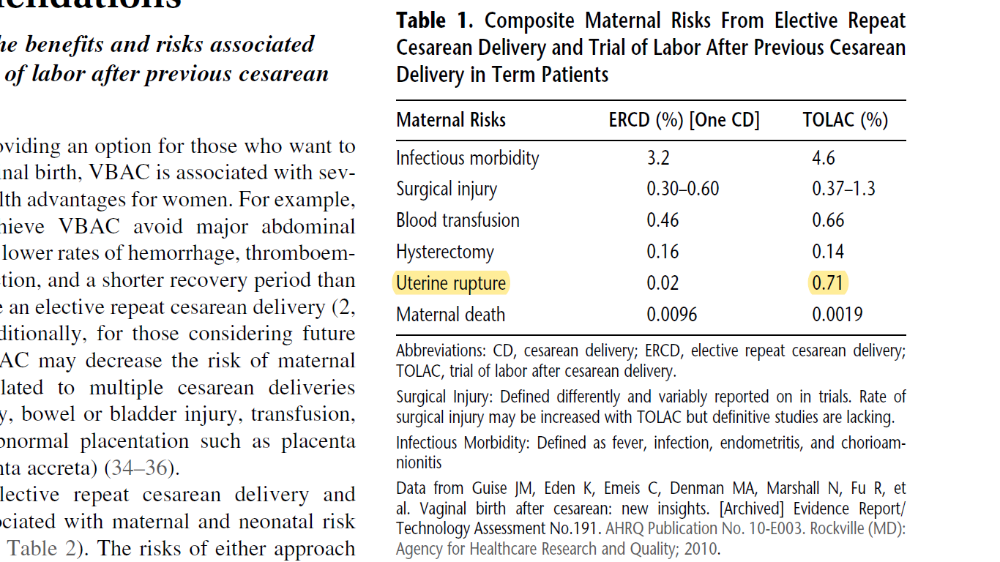 he benefits and risks associated
of labor after previous cesarean
oviding an option for those who want to
inal birth, VBAC is associated with sev-
lth advantages for women. For example,
hieve VBAC avoid major abdominal
lower rates of hemorrhage, thromboem-
ction, and a shorter recovery period than
e an elective repeat cesarean delivery (2,
ditionally, for those considering future
AC may decrease the risk of maternal
lated to multiple cesarean deliveries
y, bowel or bladder injury, transfusion,
bnormal placentation such as placenta
nta accreta) (34–36).
lective repeat cesarean delivery and
ociated with maternal and neonatal risk
Table 2). The risks of either approach
Table 1. Composite Maternal Risks From Elective Repeat
Cesarean Delivery and Trial of Labor After Previous Cesarean
Delivery in Term Patients
Maternal Risks ERCD (%) [One CD] TOLAC (%)
Infectious morbidity 3.2 4.6
Surgical injury 0.30–0.60 0.37–1.3
Blood transfusion 0.46 0.66
Hysterectomy 0.16 0.14
Uterine rupture 0.02 0.71
Maternal death 0.0096 0.0019
Abbreviations: CD, cesarean delivery; ERCD, elective repeat cesarean delivery;
TOLAC, trial of labor after cesarean delivery.
Surgical Injury: Defined differently and variably reported on in trials. Rate of
surgical injury may be increased with TOLAC but definitive studies are lacking.
Infectious Morbidity: Defined as fever, infection, endometritis, and chorioam-
nionitis
Data from Guise JM, Eden K, Emeis C, Denman MA, Marshall N, Fu R, et
al. Vaginal birth after cesarean: new insights. [Archived] Evidence Report/
Technology Assessment No.191. AHRQ Publication No. 10-E003. Rockville (MD):
Agency for Healthcare Research and Quality; 2010.